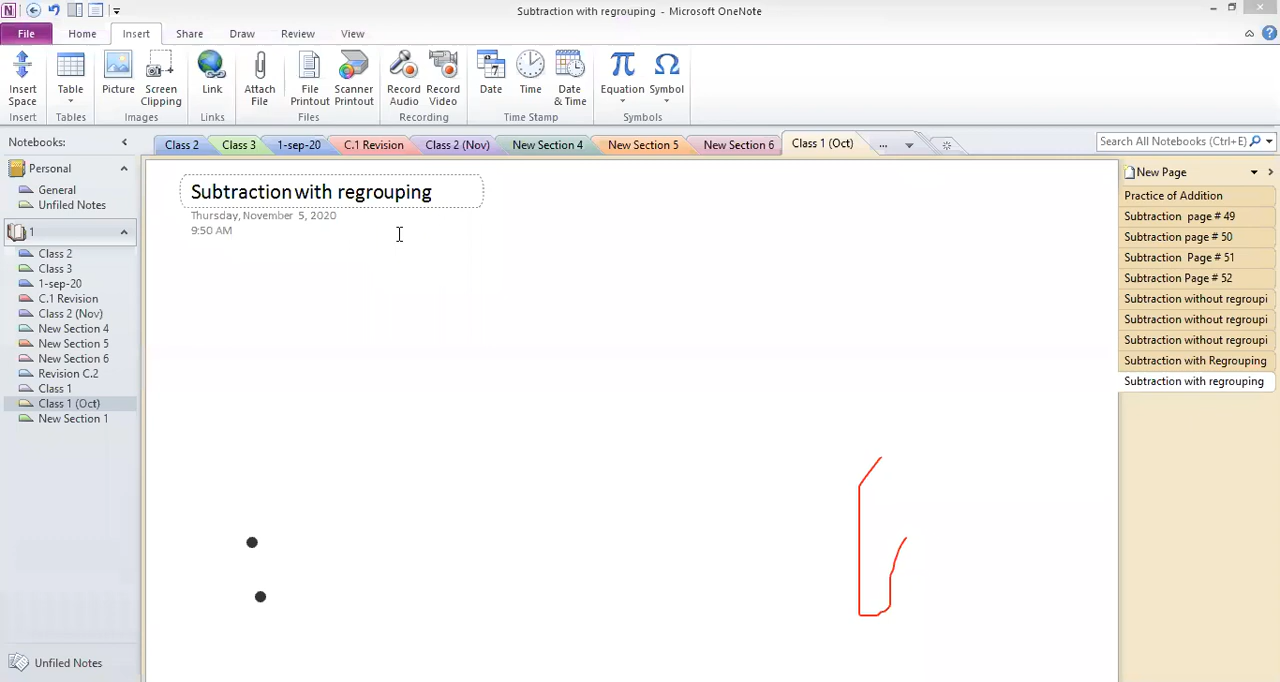 Subtraction with regrouping - Microsoft OneNote
File Home Insert Share Draw Review View
Insert Space
Table
Picture
Screen Clipping
Link
Attach File
File Printout
Scanner Printout
Record Audio
Record Video
Date
Time
Date & Time
Equation
Symbol
Insert Tables Images Links Files Recording Time Stamp Symbols
Notebooks:
Class 2 Class 3 1-sep-20 C.1 Revision Class 2 (Nov) New Section 4 New Section 5 New Section 6 Class 1 (Oct) ...
Search All Notebooks (Ctrl+E)
Personal
General
Unfiled Notes
1
Class 2
Class 3
1-sep-20
C.1 Revision
Class 2 (Nov)
New Section 4
New Section 5
New Section 6
Revision C.2
Class 1
Class 1 (Oct)
New Section 1
Unfiled Notes
Subtraction with regrouping
Thursday, November 5, 2020
9:50 AM
New Page
Practice of Addition
Subtraction page # 49
Subtraction page # 50
Subtraction Page # 51
Subtraction Page # 52
Subtraction without regroupi
Subtraction without regroupi
Subtraction without regroupi
Subtraction with Regrouping
Subtraction with regrouping